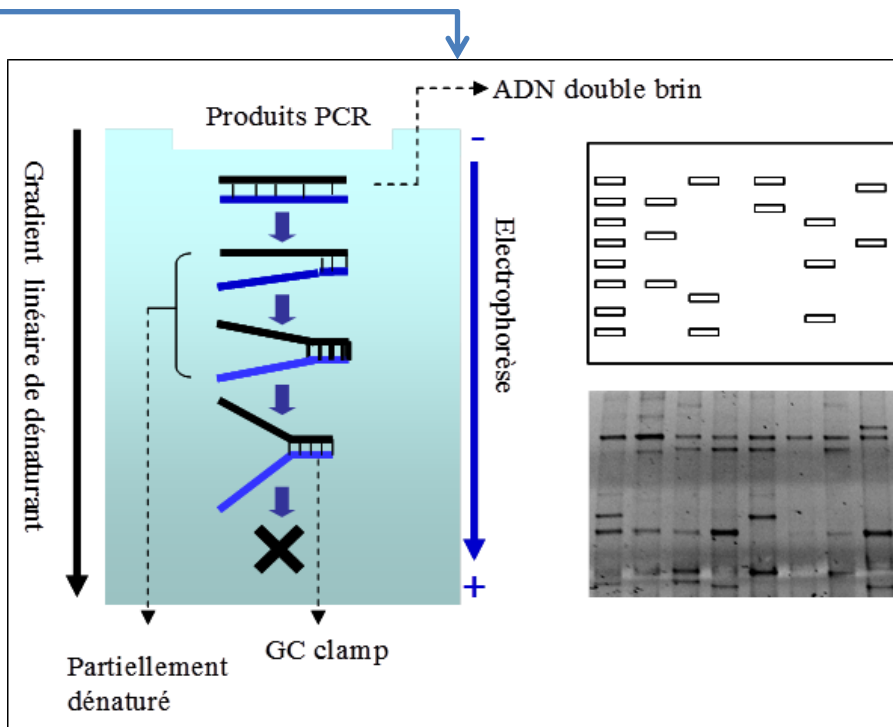 ADN double brin
Produits PCR
-
Gradient linéaire de dénaturant
Electrophorèse
+
GC clamp
Partiellement
dénaturé